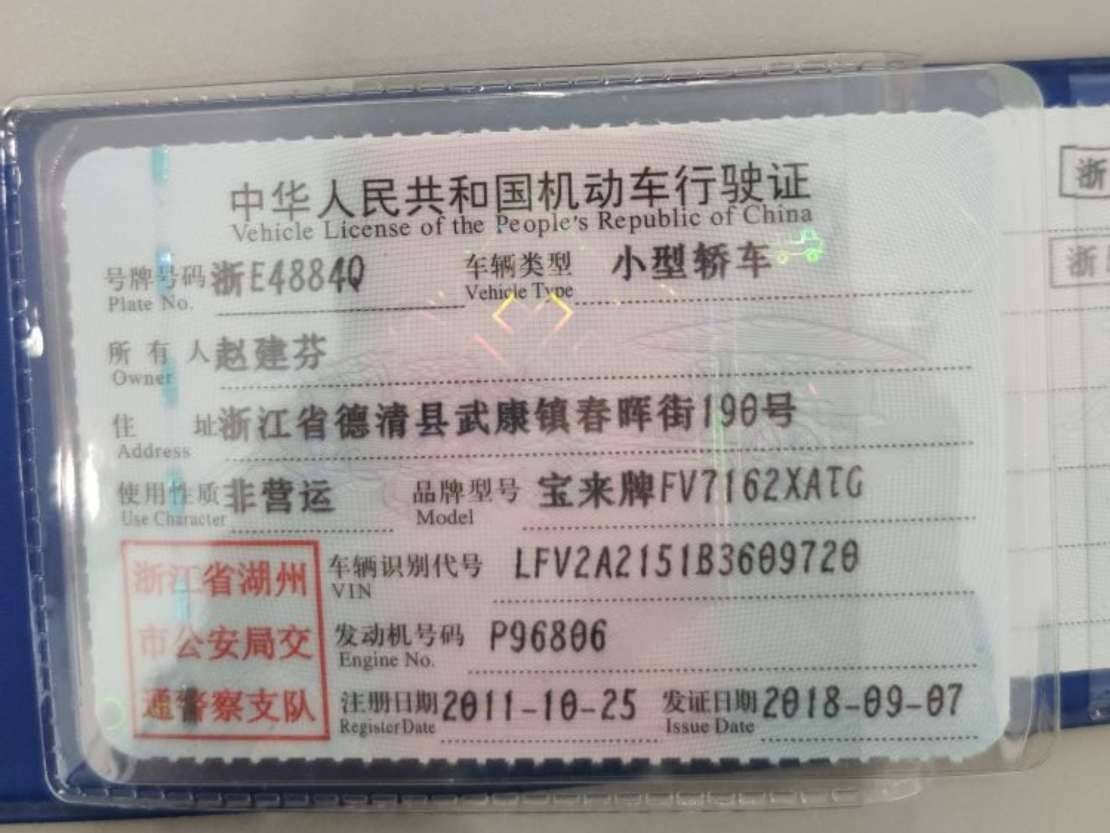 中华人民共和国机动车行驶证
Vehicle License of the People's Republic of China
号牌号码 浙E4884Q 车辆类型 小型轿车
Plate No. Vehicle Type
所有人 赵建芬
Owner
住址 浙江省德清县武康镇春晖街190号
Address
使用性质 非营运 品牌型号 宝来牌FV7162XATG
Use Character Model
浙江省湖州
市公安局交
通警察支队
车辆识别代号 LFV2A2151B3609720
VIN
发动机号码 P96806
Engine No.
注册日期 2011-10-25 发证日期 2018-09-07
Register Date Issue Date
浙
浙